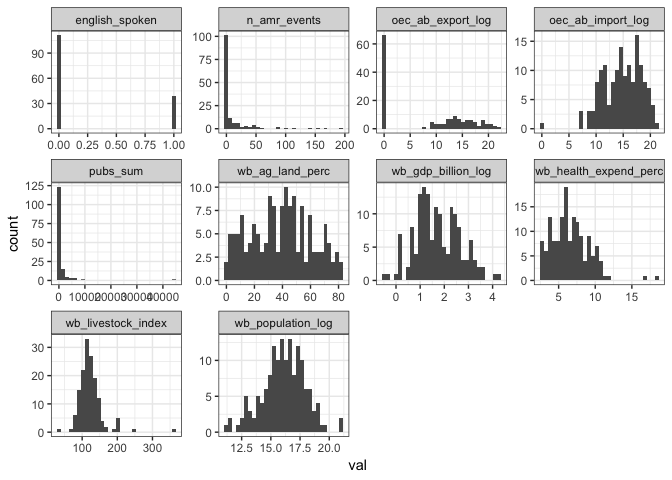 english_spoken n_amr_events oec_ab_export_log oec_ab_import_log
90 60 30 0
0.00 0.25 0.50 0.75 1.00
100 75 50 25 0
0 50 100 150 200
60 40 20 0
0 5 10 15 20
15 10 5 0
0 5 10 15 20
pubs_sum wb_ag_land_perc wb_gdp_billion_log wb_health_expend_perc
125 100 75 50 25 0
0 10000 20000 30000 40000
10.0 7.5 5.0 2.5 0.0
0 20 40 60 80
10 5 0
0 1 2 3 4
15 10 5 0
5 10 15
wb_livestock_index wb_population_log
30 20 10 0
100 200 300
10 5 0
12.5 15.0 17.5 20.0
count
val